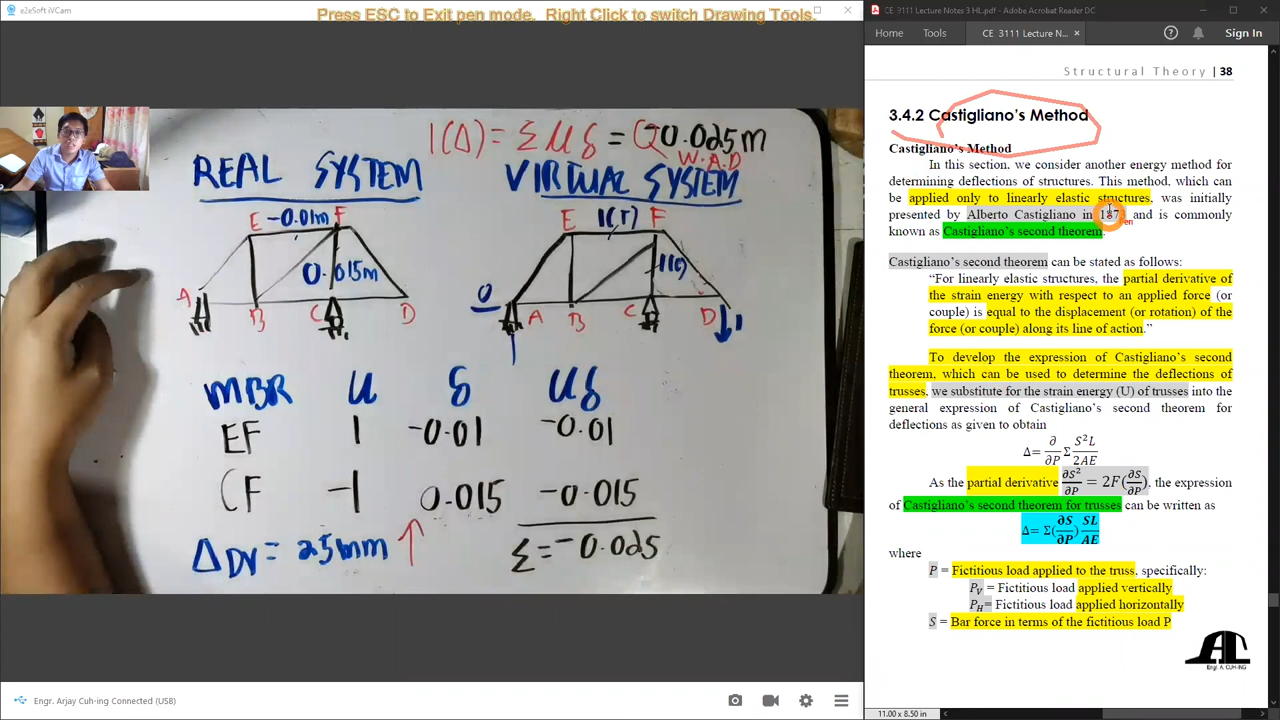 e2eSoft iVCam
Press ESC to Exit pen mode. Right Click to switch Drawing Tools.
1(Δ) = Σ u δ = -0.025m
W.A.D
REAL SYSTEM
VIRTUAL SYSTEM
E -0.01m F
0.015m
A B C D
E 1(T) F
1(C)
0
A B C D
1
MBR u δ uδ
EF 1 -0.01 -0.01
CF -1 0.015 -0.015
Σ = -0.025
ΔDV = 25mm ↑
Engr. Arjay Cuh-ing Connected (USB)
CE 3111 Lecture Notes 3 HL.pdf - Adobe Acrobat Reader DC
Home Tools CE 3111 Lecture N... × Sign In
Structural Theory | 38
3.4.2 Castigliano's Method
Castigliano's Method
In this section, we consider another energy method for
determining deflections of structures. This method, which can
be applied only to linearly elastic structures, was initially
presented by Alberto Castigliano in and is commonly
known as Castigliano's second theorem.
Castigliano's second theorem can be stated as follows:
"For linearly elastic structures, the partial derivative of
the strain energy with respect to an applied force (or
couple) is equal to the displacement (or rotation) of the
force (or couple) along its line of action."
To develop the expression of Castigliano's second
theorem, which can be used to determine the deflections of
trusses, we substitute for the strain energy (U) of trusses into the
general expression of Castigliano's second theorem for
deflections as given to obtain
Δ= ∂/∂P Σ S²L/2AE
As the partial derivative ∂S²/∂P = 2F(∂S/∂P), the expression
of Castigliano's second theorem for trusses can be written as
Δ= Σ(∂S/∂P) SL/AE
where
P = Fictitious load applied to the truss, specifically:
P_V = Fictitious load applied vertically
P_H= Fictitious load applied horizontally
S = Bar force in terms of the fictitious load P
Engr. A. CUH-ING
11.00 x 8.50 in